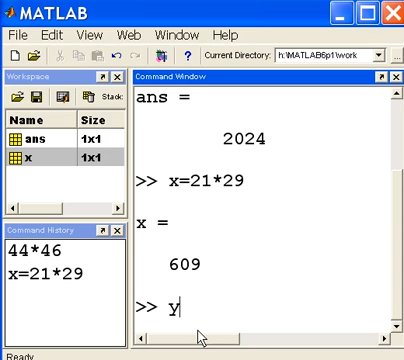 MATLAB
File Edit View Web Window Help
Current Directory: h:\MATLAB6p1\work
Workspace
Stack:
Name Size
ans 1x1
x 1x1
Command History
44*46
x=21*29
Command Window
ans =
2024
>> x=21*29
x =
609
>> y
Ready